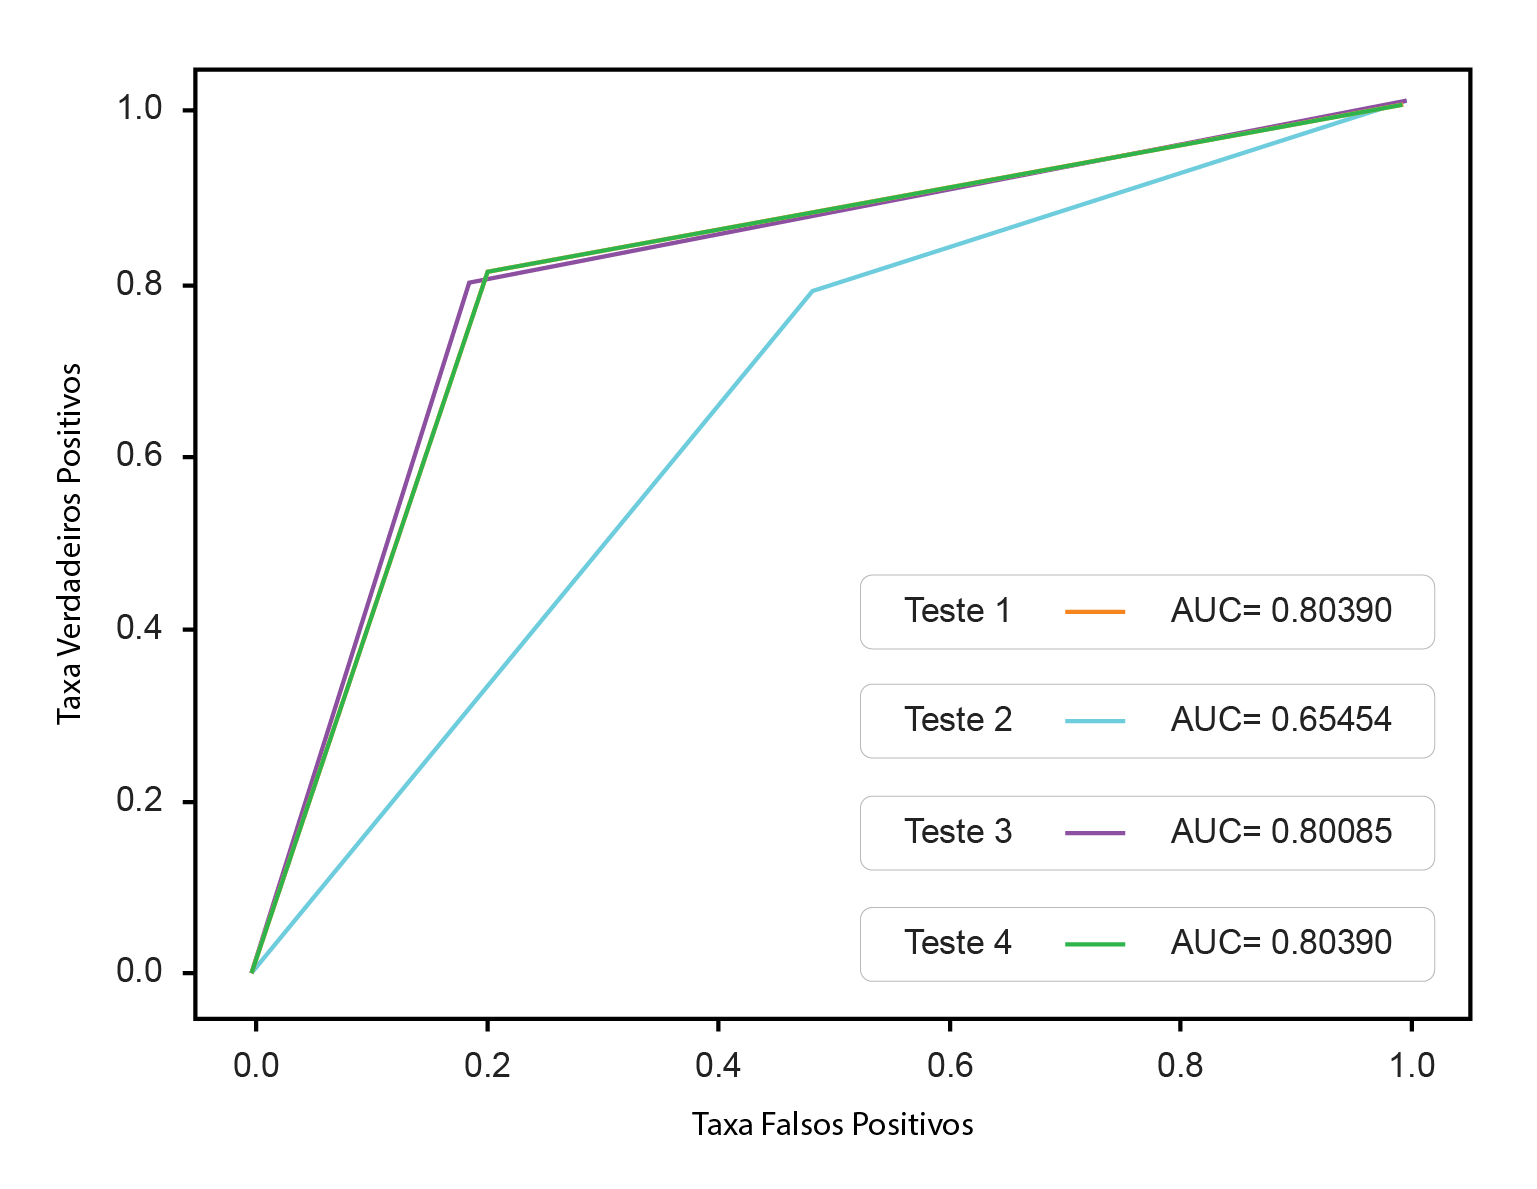 1.0
0.8
0.6
0.4
0.2
0.0
Taxa Verdadeiros Positivos
Teste 1 AUC= 0.80390
Teste 2 AUC= 0.65454
Teste 3 AUC= 0.80085
Teste 4 AUC= 0.80390
0.0 0.2 0.4 0.6 0.8 1.0
Taxa Falsos Positivos